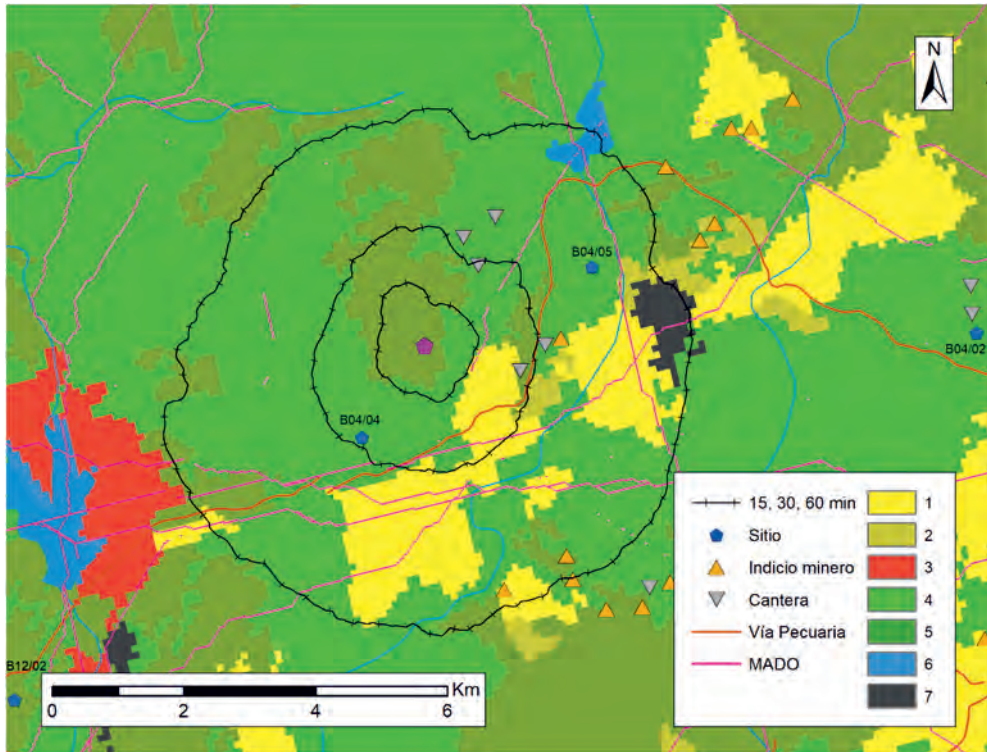 N
B04/05
B04/02
B04/04
B12/02
15, 30, 60 min
Sitio
Indicio minero
Cantera
Vía Pecuaria
MADO
1
2
3
4
5
6
7
Km
0 2 4 6